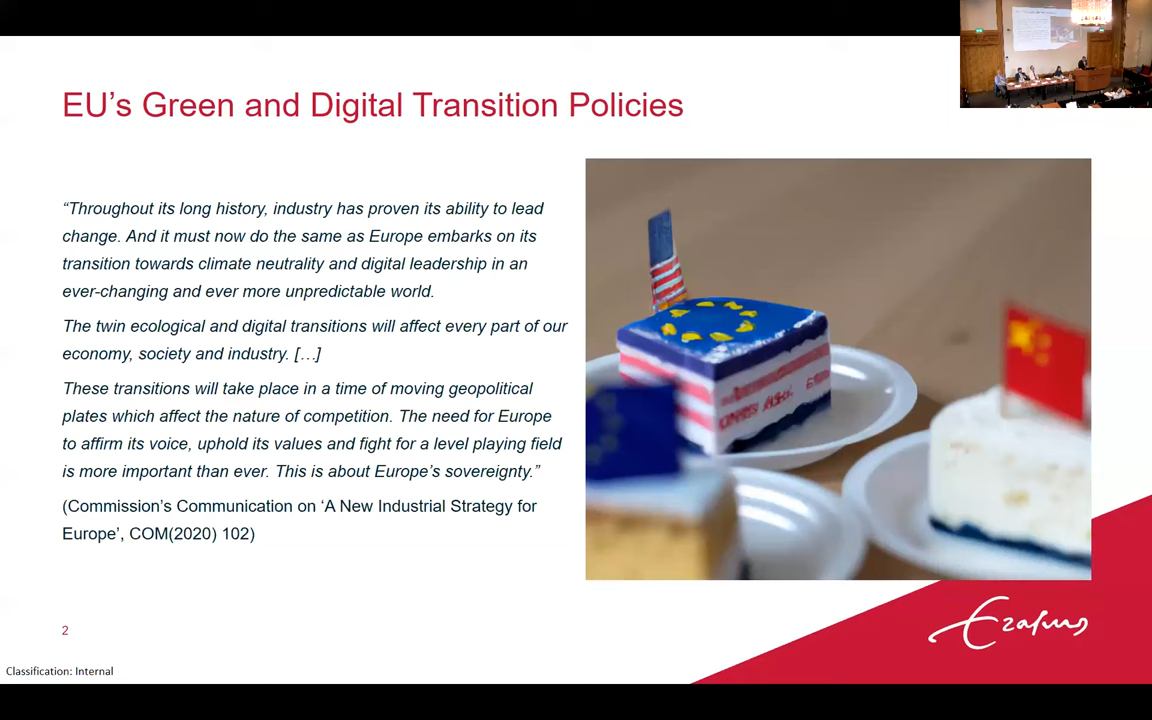 EU’s Green and Digital Transition Policies
“Throughout its long history, industry has proven its ability to lead
change. And it must now do the same as Europe embarks on its
transition towards climate neutrality and digital leadership in an
ever-changing and ever more unpredictable world.
The twin ecological and digital transitions will affect every part of our
economy, society and industry. […]
These transitions will take place in a time of moving geopolitical
plates which affect the nature of competition. The need for Europe
to affirm its voice, uphold its values and fight for a level playing field
is more important than ever. This is about Europe’s sovereignty.”
(Commission’s Communication on ‘A New Industrial Strategy for
Europe’, COM(2020) 102)
2
Erasmus
Classification: Internal